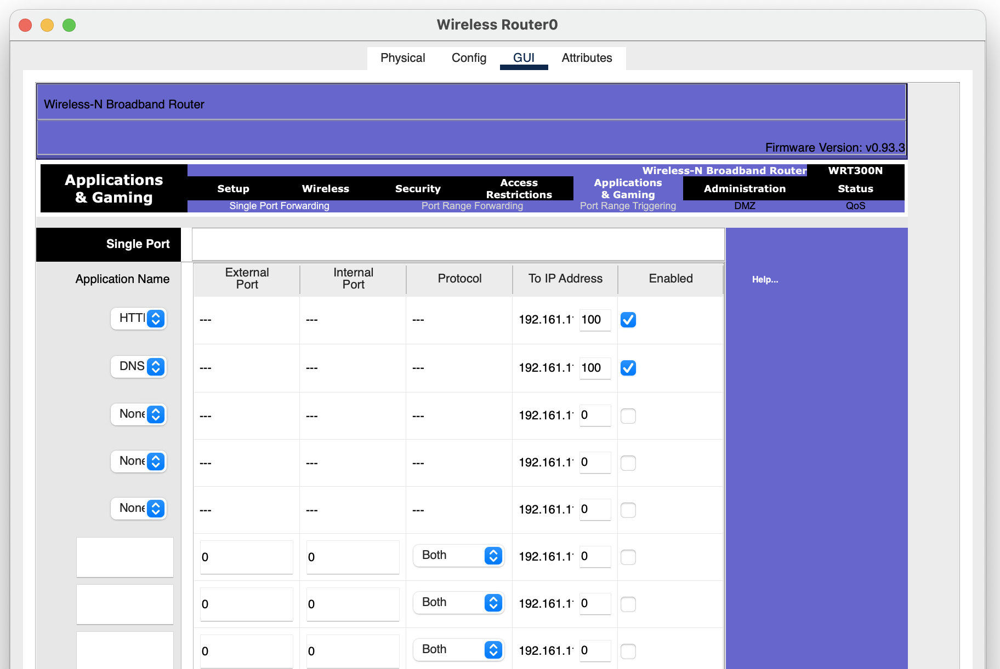 Wireless Router0
Physical Config GUI Attributes
Wireless-N Broadband Router
Firmware Version: v0.93.3
Wireless-N Broadband Router WRT300N
Applications & Gaming
Setup Wireless Security Access Restrictions Applications & Gaming Administration Status
Single Port Forwarding Port Range Forwarding Port Range Triggering DMZ QoS
Single Port
Application Name External Port Internal Port Protocol To IP Address Enabled
Help...
HTTI --- --- --- 192.161.1 100
DNS --- --- --- 192.161.1 100
None --- --- --- 192.161.1 0
None --- --- --- 192.161.1 0
None --- --- --- 192.161.1 0
0 0 Both 192.161.1 0
0 0 Both 192.161.1 0
0 0 Both 192.161.1 0